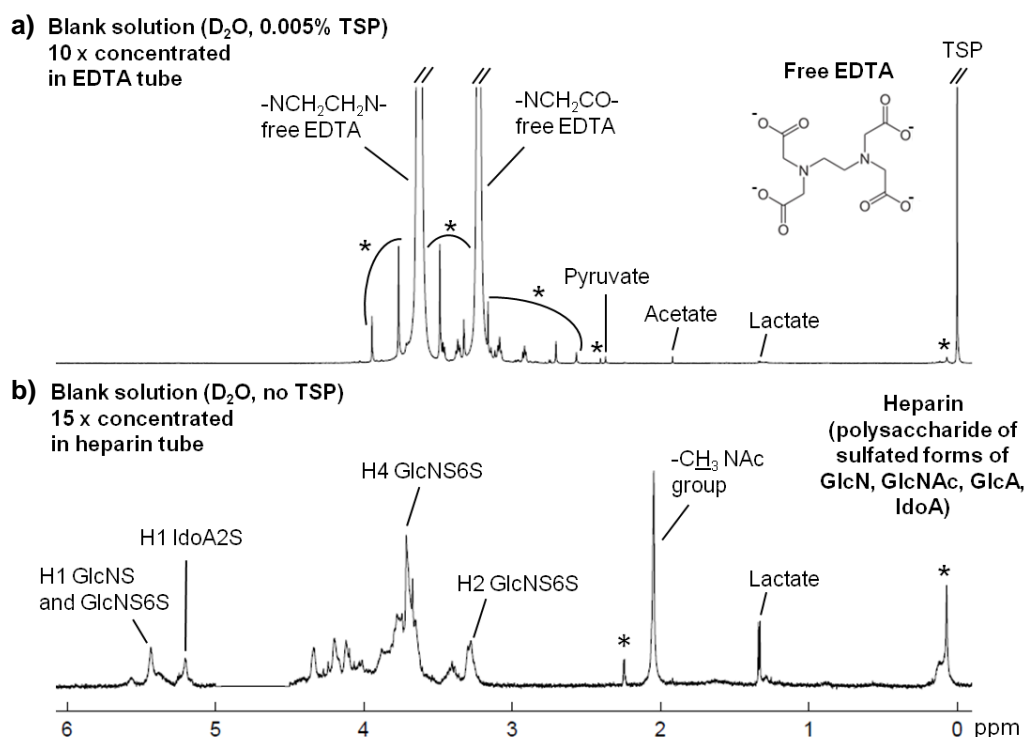 a) Blank solution (D₂O, 0.005% TSP)
10 x concentrated
in EDTA tube
TSP
Free EDTA
-NCH₂CH₂N-
free EDTA
-NCH₂CO-
free EDTA
O⁻
O
O
O⁻
N
N
⁻O
O
O
O⁻
*
*
*
Pyruvate
*
Acetate
Lactate
*
b) Blank solution (D₂O, no TSP)
15 x concentrated
in heparin tube
Heparin
(polysaccharide of
sulfated forms of
GlcN, GlcNAc, GlcA,
IdoA)
H4 GlcNS6S
-CH₃ NAc
group
H1 IdoA2S
H1 GlcNS
and GlcNS6S
H2 GlcNS6S
Lactate
*
*
6 5 4 3 2 1 0 ppm